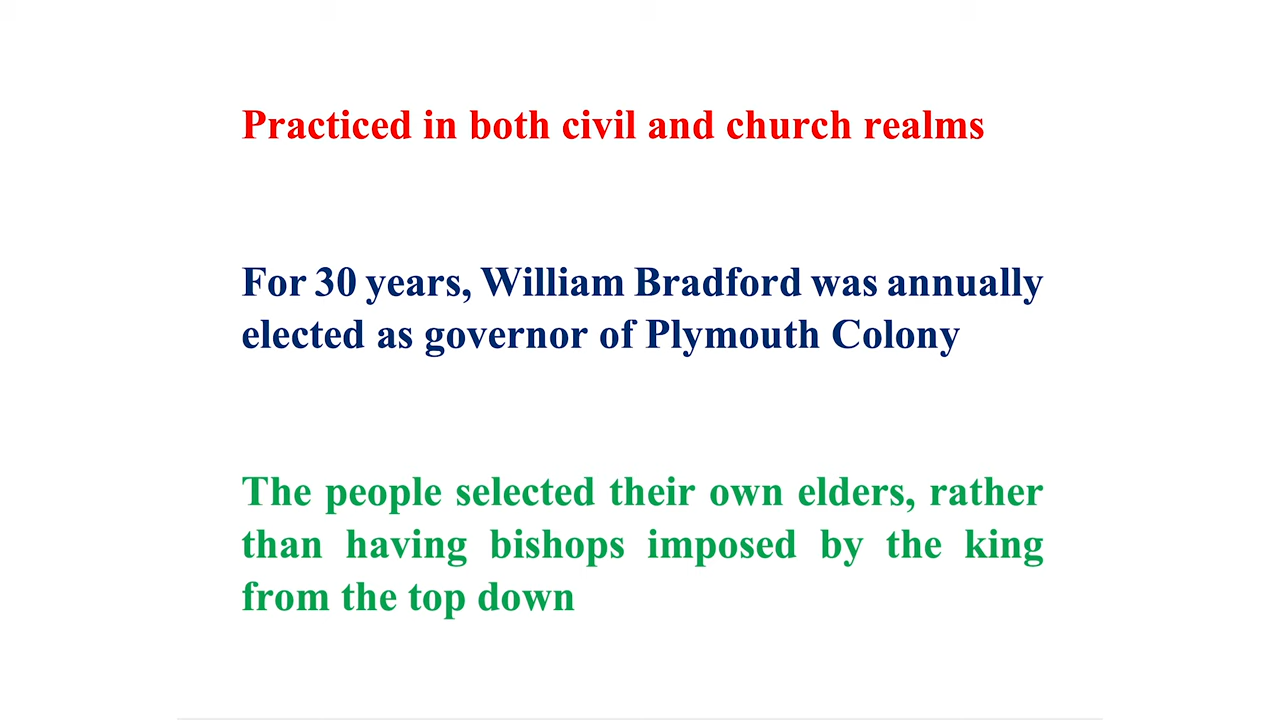 Practiced in both civil and church realms
For 30 years, William Bradford was annually
elected as governor of Plymouth Colony
The people selected their own elders, rather
than having bishops imposed by the king
from the top down